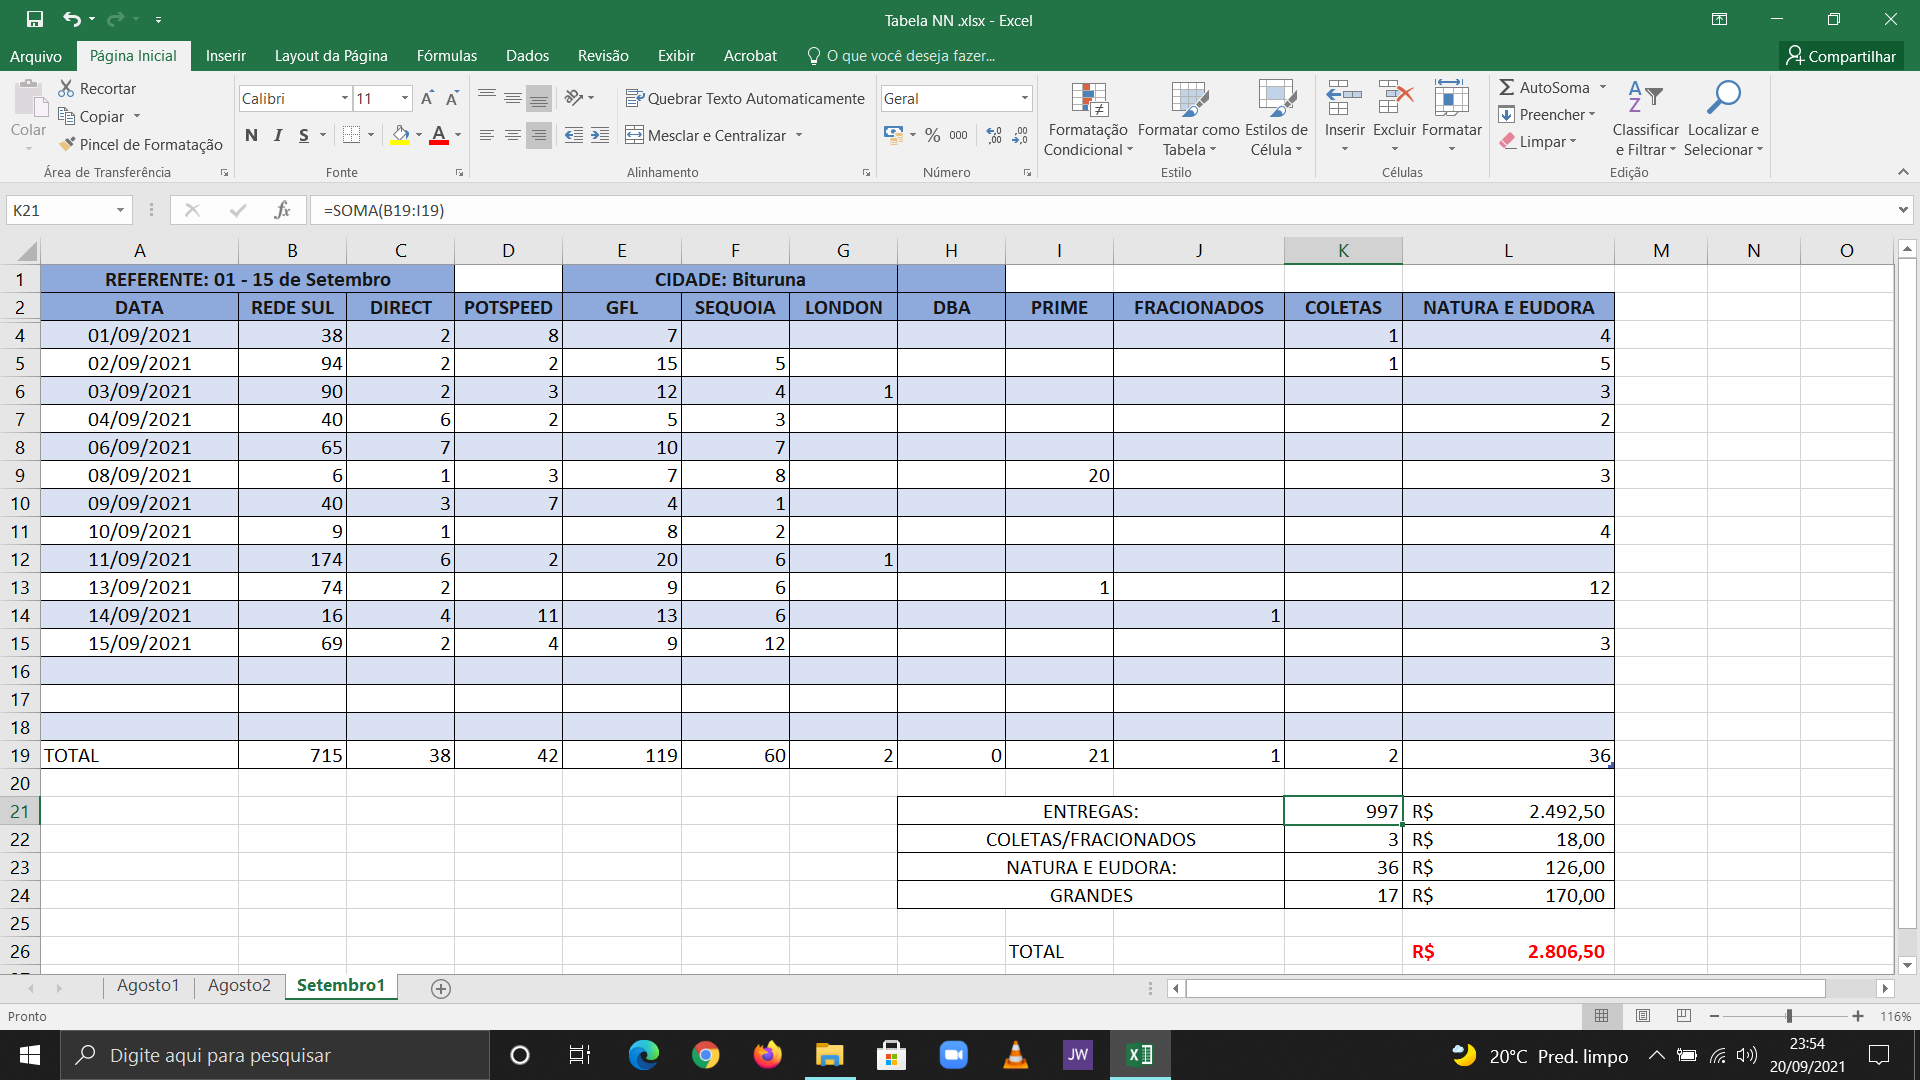 Tabela NN .xlsx - Excel
Arquivo Página Inicial Inserir Layout da Página Fórmulas Dados Revisão Exibir Acrobat O que você deseja fazer... Compartilhar
Colar Recortar Copiar Pincel de Formatação
Calibri 11
N I S
Quebrar Texto Automaticamente
Mesclar e Centralizar
Geral
% 000
Formatação Condicional Formatar como Tabela Estilos de Célula
Inserir Excluir Formatar
AutoSoma Preencher Limpar
Classificar e Filtrar Localizar e Selecionar
Área de Transferência Fonte Alinhamento Número Estilo Células Edição
K21 fx =SOMA(B19:I19)
A B C D E F G H I J K L M N O
1 REFERENTE: 01 - 15 de Setembro CIDADE: Bituruna
2 DATA REDE SUL DIRECT POTSPEED GFL SEQUOIA LONDON DBA PRIME FRACIONADOS COLETAS NATURA E EUDORA
4 01/09/2021 38 2 8 7 1 4
5 02/09/2021 94 2 2 15 5 1 5
6 03/09/2021 90 2 3 12 4 1 3
7 04/09/2021 40 6 2 5 3 2
8 06/09/2021 65 7 10 7
9 08/09/2021 6 1 3 7 8 20 3
10 09/09/2021 40 3 7 4 1
11 10/09/2021 9 1 8 2 4
12 11/09/2021 174 6 2 20 6 1
13 13/09/2021 74 2 9 6 1 12
14 14/09/2021 16 4 11 13 6 1
15 15/09/2021 69 2 4 9 12 3
16
17
18
19 TOTAL 715 38 42 119 60 2 0 21 1 2 36
20
21 ENTREGAS: 997 R$ 2.492,50
22 COLETAS/FRACIONADOS 3 R$ 18,00
23 NATURA E EUDORA: 36 R$ 126,00
24 GRANDES 17 R$ 170,00
25
26 TOTAL R$ 2.806,50
Agosto1 Agosto2 Setembro1
Pronto 116%
Digite aqui para pesquisar JW 20°C Pred. limpo 23:54
20/09/2021